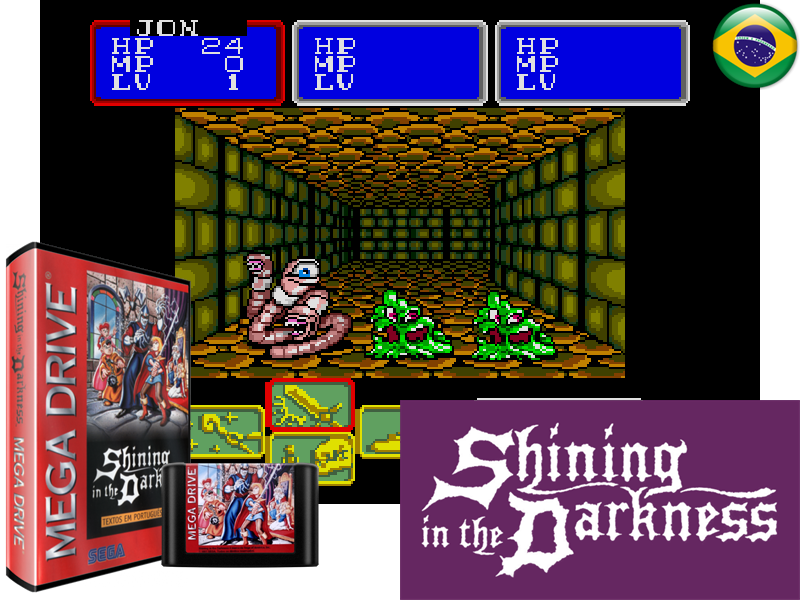 JON
HP 24
MP 0
LV 1
HP
MP
LV
HP
MP
LV
Shining in the Darkness
MEGA DRIVE
MEGA DRIVE
Shining
in the Dark
TEXTOS EM PORTUGUÊS
SEGA
MEGA DRIVE
Shining
in the Darkness